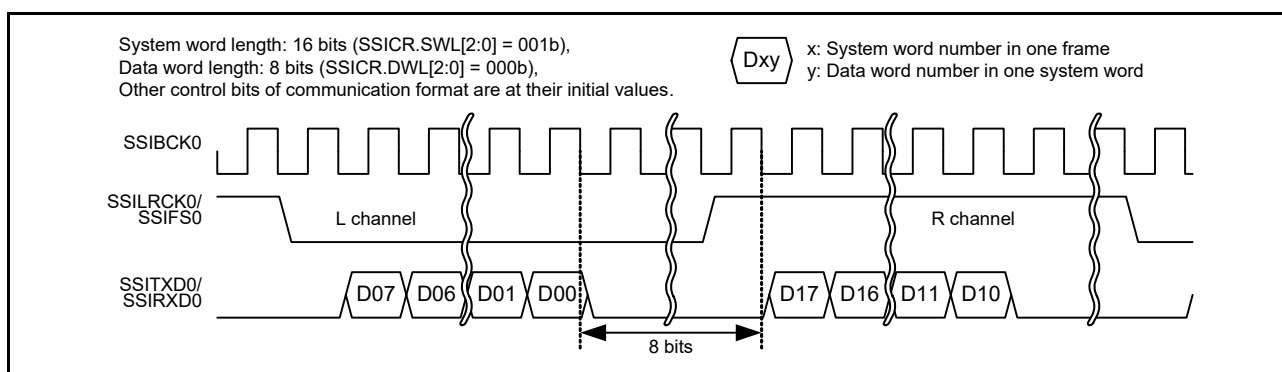 System word length: 16 bits (SSICR.SWL[2:0] = 001b),
Data word length: 8 bits (SSICR.DWL[2:0] = 000b),
Other control bits of communication format are at their initial values.
Dxy
x: System word number in one frame
y: Data word number in one system word
SSIBCK0
SSILRCK0/
SSIFS0
L channel
R channel
SSITXD0/
SSIRXD0
D07 D06 D01 D00 D17 D16 D11 D10
8 bits